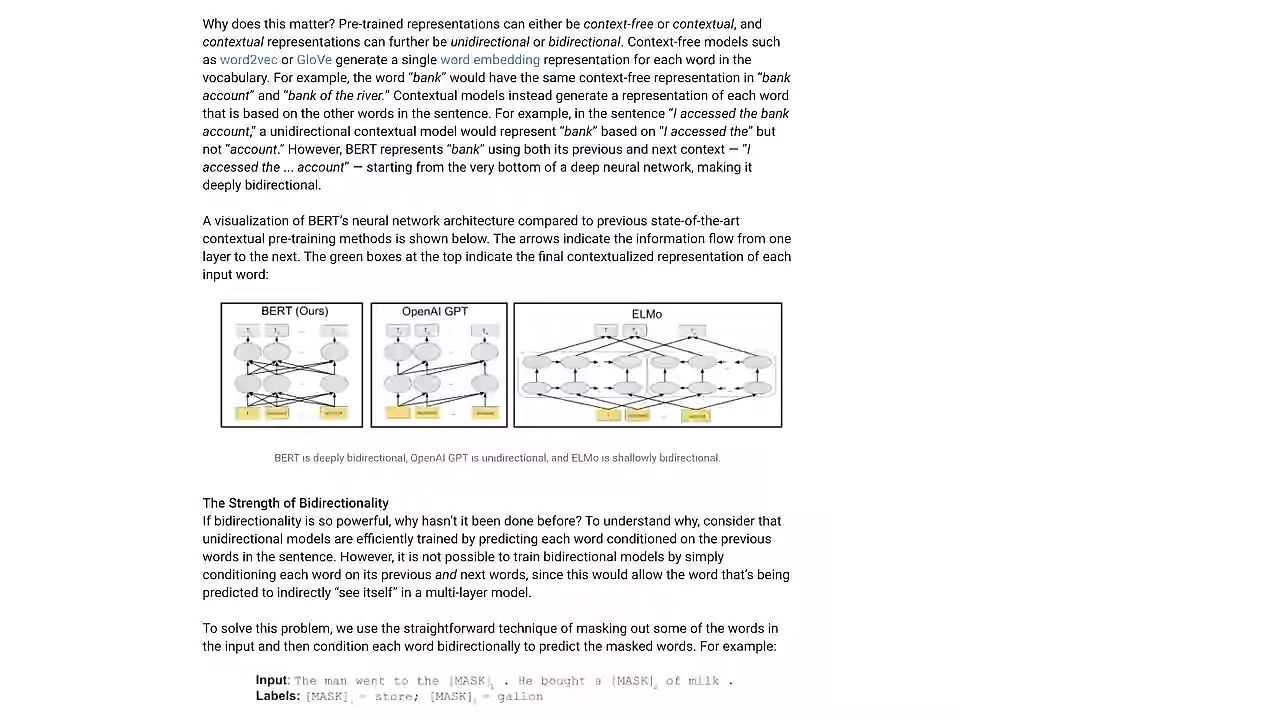 Why does this matter? Pre-trained representations can either be context-free or contextual, and
contextual representations can further be unidirectional or bidirectional. Context-free models such
as word2vec or GloVe generate a single word embedding representation for each word in the
vocabulary. For example, the word “bank” would have the same context-free representation in “bank
account” and “bank of the river.” Contextual models instead generate a representation of each word
that is based on the other words in the sentence. For example, in the sentence “I accessed the bank
account,” a unidirectional contextual model would represent “bank” based on “I accessed the” but
not “account.” However, BERT represents “bank” using both its previous and next context — “I
accessed the ... account” — starting from the very bottom of a deep neural network, making it
deeply bidirectional.
A visualization of BERT’s neural network architecture compared to previous state-of-the-art
contextual pre-training methods is shown below. The arrows indicate the information flow from one
layer to the next. The green boxes at the top indicate the final contextualized representation of each
input word:
BERT (Ours)
OpenAI GPT
ELMo
BERT is deeply bidirectional, OpenAI GPT is unidirectional, and ELMo is shallowly bidirectional.
The Strength of Bidirectionality
If bidirectionality is so powerful, why hasn’t it been done before? To understand why, consider that
unidirectional models are efficiently trained by predicting each word conditioned on the previous
words in the sentence. However, it is not possible to train bidirectional models by simply
conditioning each word on its previous and next words, since this would allow the word that’s being
predicted to indirectly “see itself” in a multi-layer model.
To solve this problem, we use the straightforward technique of masking out some of the words in
the input and then condition each word bidirectionally to predict the masked words. For example:
Input: The man went to the [MASK] . He bought a [MASK] of milk .
Labels: [MASK] = store; [MASK] = gallon